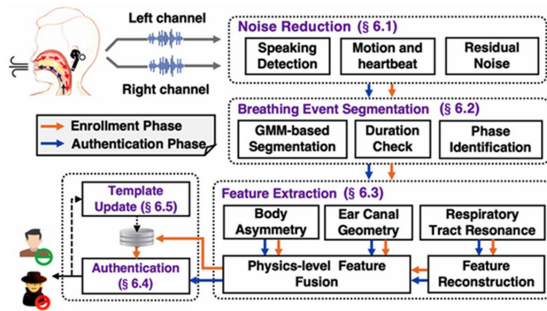 Left channel
Right channel
Enrollment Phase
Authentication Phase
Noise Reduction (§ 6.1)
Speaking
Detection
Motion and
heartbeat
Residual
Noise
Breathing Event Segmentation (§ 6.2)
GMM-based
Segmentation
Duration
Check
Phase
Identification
Feature Extraction (§ 6.3)
Body
Asymmetry
Ear Canal
Geometry
Respiratory
Tract Resonance
Physics-level Feature
Fusion
Feature
Reconstruction
Template
Update (§ 6.5)
Authentication
(§ 6.4)